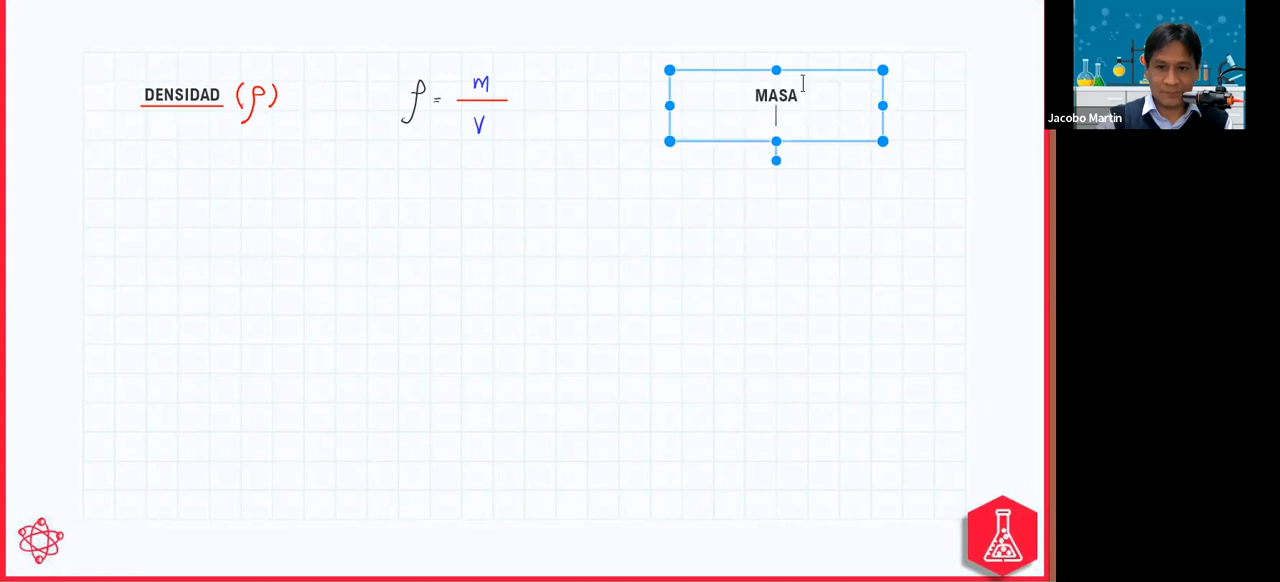 DENSIDAD (ρ)
ρ = m
V
MASA
Jacobo Martin